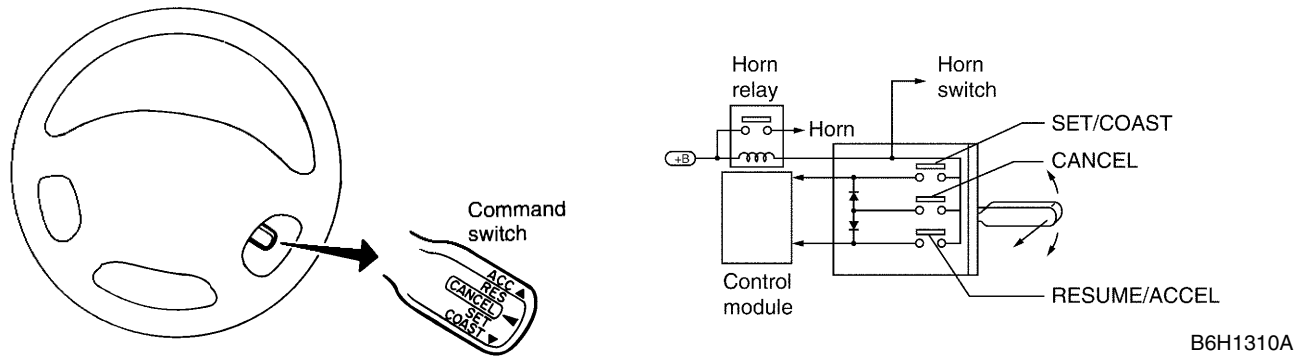 Command
switch
ACC
RES
CANCEL
SET
COAST
Horn
relay
Horn
switch
Horn
+B
SET/COAST
CANCEL
Control
module
RESUME/ACCEL
B6H1310A